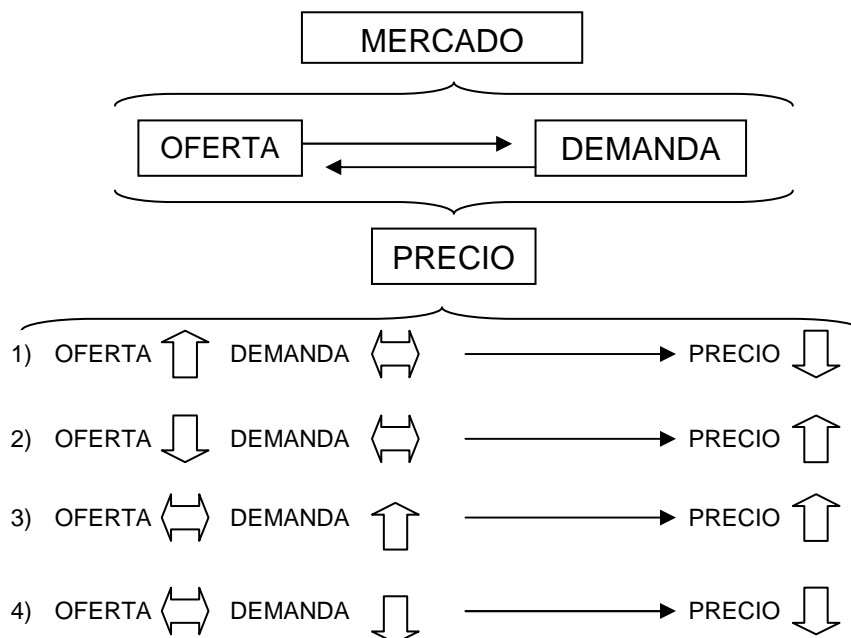 MERCADO
OFERTA DEMANDA
PRECIO
1) OFERTA DEMANDA PRECIO
2) OFERTA DEMANDA PRECIO
3) OFERTA DEMANDA PRECIO
4) OFERTA DEMANDA PRECIO